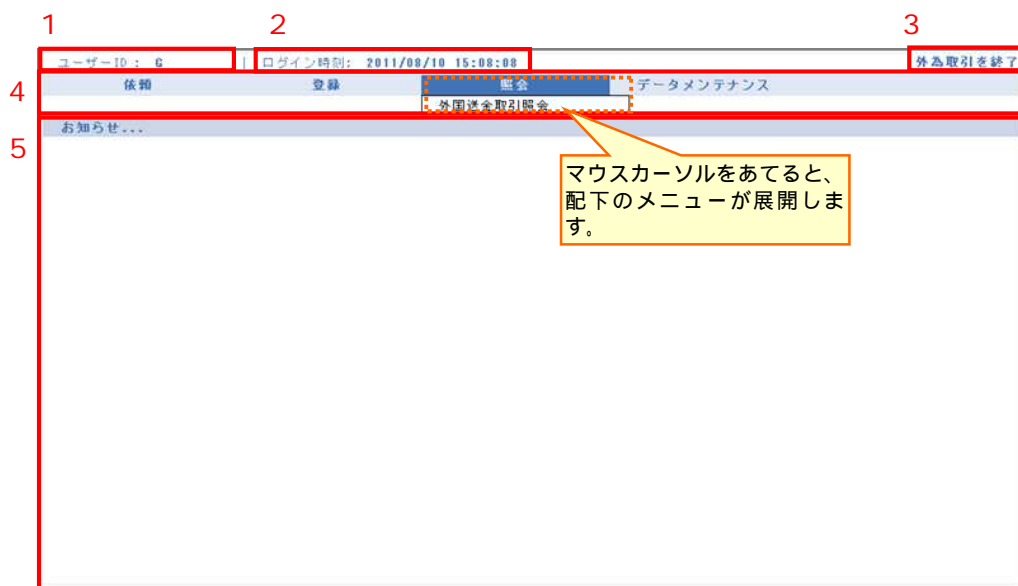 1 2 3
ユーザーID: G | ログイン時刻: 2011/08/10 15:08:08 外為取引を終了
4
依頼 登録 照会 データメンテナンス
外国送金取引照会
5
お知らせ...
マウスカーソルをあてると、
配下のメニューが展開しま
す。